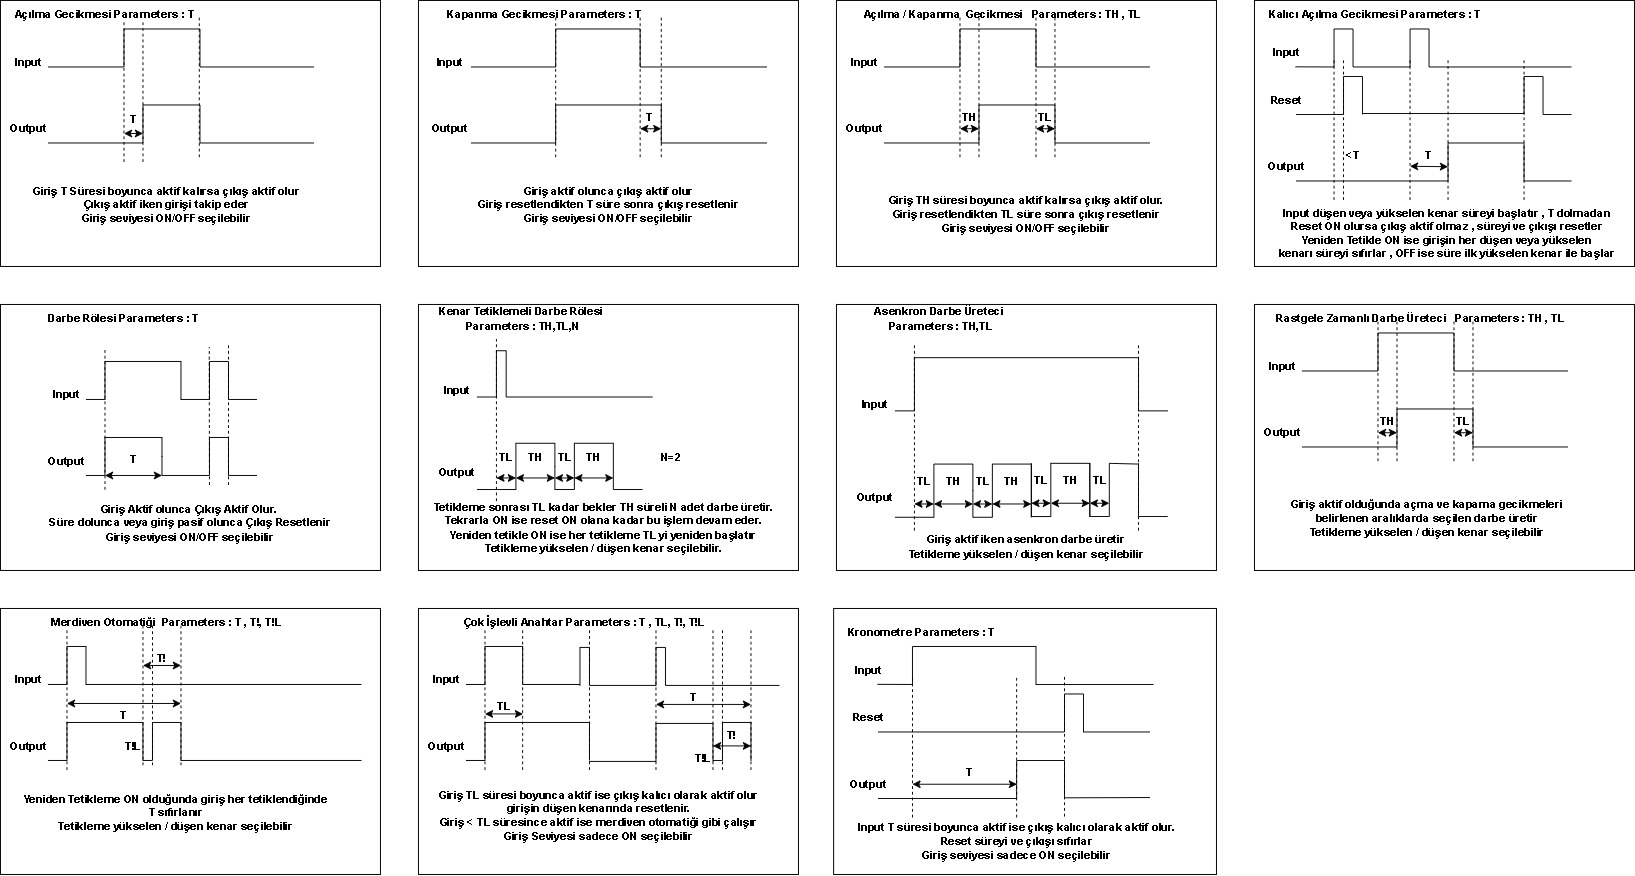 Açılma Gecikmesi Parameters : T
Input
Output
T
Giriş T Süresi boyunca aktif kalırsa çıkış aktif olur
Çıkış aktif iken girişi takip eder
Giriş seviyesi ON/OFF seçilebilir
Kapanma Gecikmesi Parameters : T
Input
Output
T
Giriş aktif olunca çıkış aktif olur
Giriş resetlendikten T süre sonra çıkış resetlenir
Giriş seviyesi ON/OFF seçilebilir
Açılma / Kapanma Gecikmesi Parameters : TH , TL
Input
Output
TH
TL
Giriş TH süresi boyunca aktif kalırsa çıkış aktif olur.
Giriş resetlendikten TL süre sonra çıkış resetlenir
Giriş seviyesi ON/OFF seçilebilir
Kalıcı Açılma Gecikmesi Parameters : T
Input
Reset
Output
< T
T
Input düşen veya yükselen kenar süreyi başlatır , T dolmadan
Reset ON olursa çıkış aktif olmaz , süreyi ve çıkışı resetler
Yeniden Tetikle ON ise girişin her düşen veya yükselen
kenarı süreyi sıfırlar , OFF ise süre ilk yükselen kenar ile başlar
Darbe Rölesi Parameters : T
Input
Output
T
Giriş Aktif olunca Çıkış Aktif Olur.
Süre dolunca veya giriş pasif olunca Çıkış Resetlenir
Giriş seviyesi ON/OFF seçilebilir
Kenar Tetiklemeli Darbe Rölesi
Parameters : TH,TL,N
Input
Output
TL TH TL TH
N=2
Tetikleme sonrası TL kadar bekler TH süreli N adet darbe üretir.
Tekrarla ON ise reset ON olana kadar bu işlem devam eder.
Yeniden tetikle ON ise her tetikleme TL yi yeniden başlatır
Tetikleme yükselen / düşen kenar seçilebilir.
Asenkron Darbe Üreteci
Parameters : TH,TL
Input
Output
TL TH TL TH TL TH TL
Giriş aktif iken asenkron darbe üretir
Tetikleme yükselen / düşen kenar seçilebilir
Rastgele Zamanlı Darbe Üreteci Parameters : TH , TL
Input
Output
TH
TL
Giriş aktif olduğunda açma ve kapama gecikmeleri
belirlenen aralıklarda seçilen darbe üretir
Tetikleme yükselen / düşen kenar seçilebilir
Merdiven Otomatiği Parameters : T , T!, T!L
Input
T!
T
Output
T!L
Yeniden Tetikleme ON olduğunda giriş her tetiklendiğinde
T sıfırlanır
Tetikleme yükselen / düşen kenar seçilebilir
Çok İşlevli Anahtar Parameters : T , TL, T!, T!L
Input
TL
T
Output
T!
T!L
Giriş TL süresi boyunca aktif ise çıkış kalıcı olarak aktif olur
girişin düşen kenarında resetlenir.
Giriş < TL süresince aktif ise merdiven otomatiği gibi çalışır
Giriş Seviyesi sadece ON seçilebilir
Kronometre Parameters : T
Input
Reset
Output
T
Input T süresi boyunca aktif ise çıkış kalıcı olarak aktif olur.
Reset süreyi ve çıkışı sıfırlar
Giriş seviyesi sadece ON seçilebilir